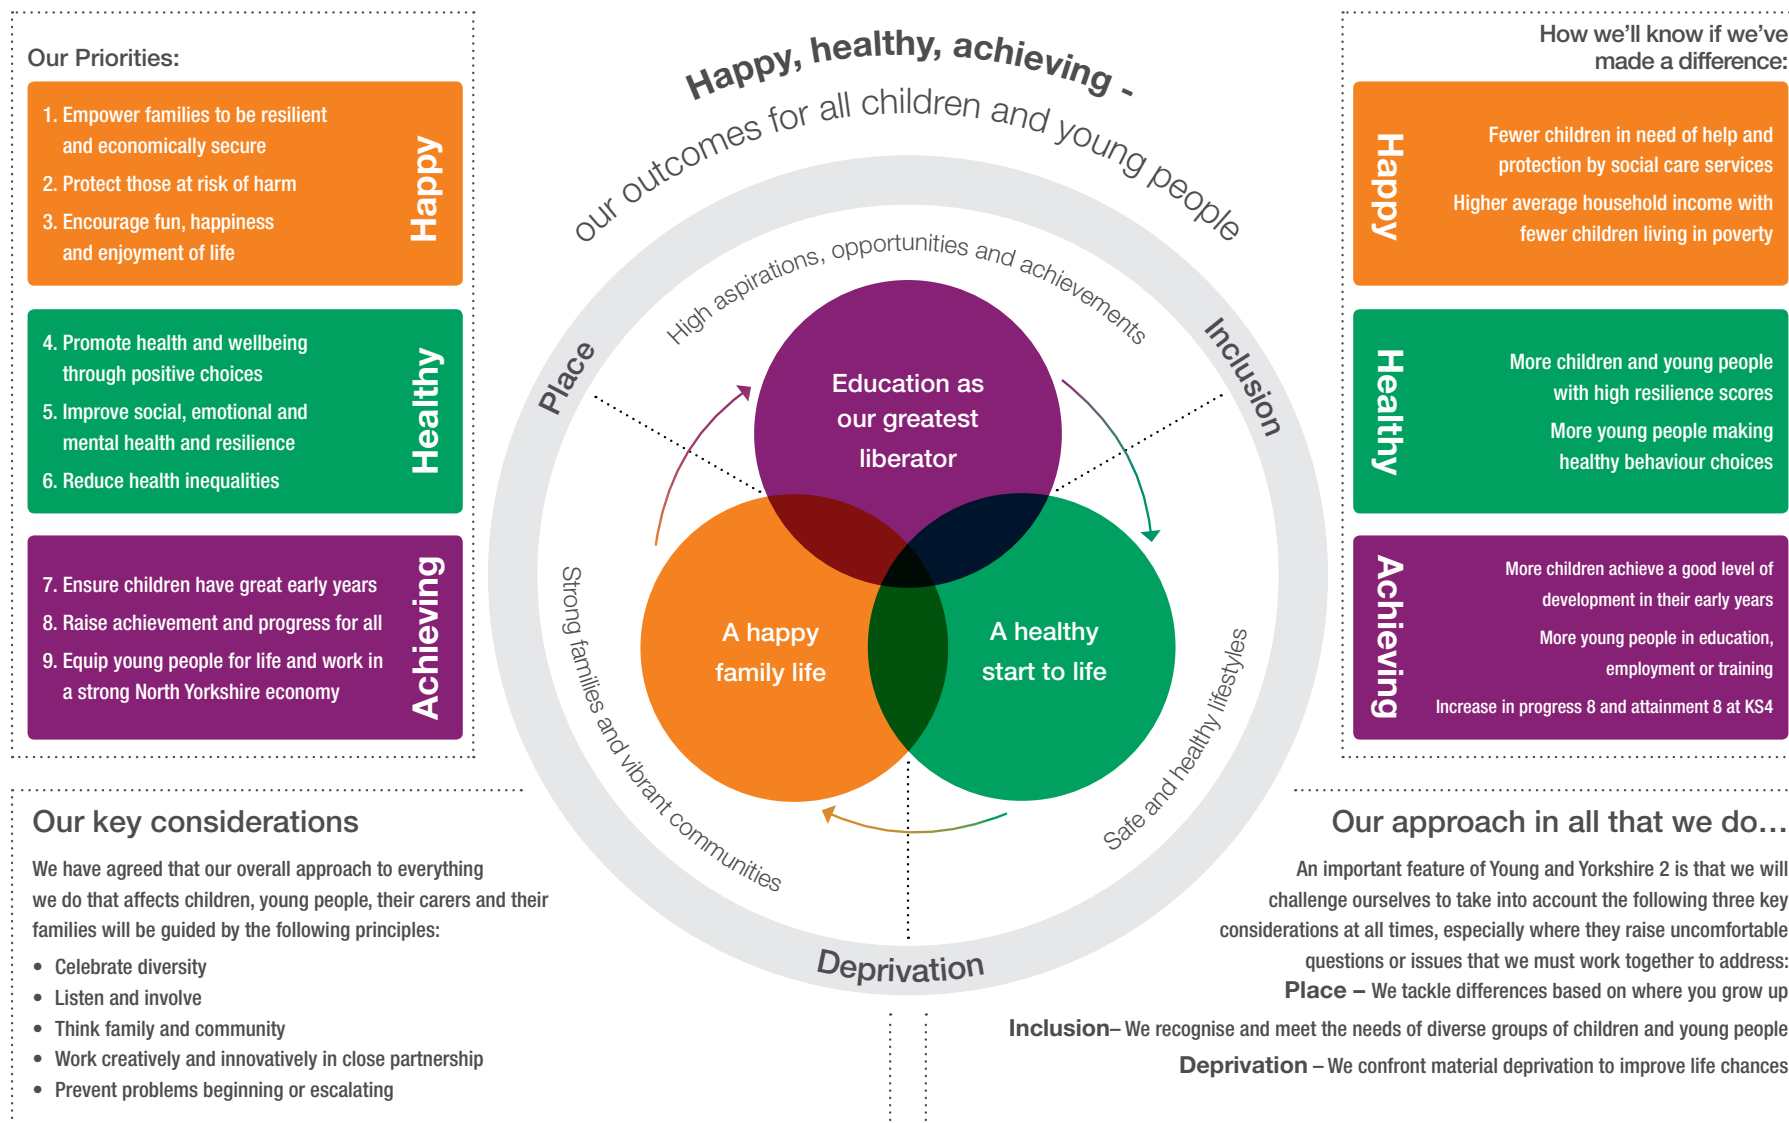 Our Priorities:
1. Empower families to be resilient
and economically secure
2. Protect those at risk of harm
3. Encourage fun, happiness
and enjoyment of life
Happy
4. Promote health and wellbeing
through positive choices
5. Improve social, emotional and
mental health and resilience
6. Reduce health inequalities
Healthy
7. Ensure children have great early years
8. Raise achievement and progress for all
9. Equip young people for life and work in
a strong North Yorkshire economy
Achieving
Happy, healthy, achieving -
our outcomes for all children and young people
Place
Inclusion
Deprivation
High aspirations, opportunities and achievements
Strong families and vibrant communities
Safe and healthy lifestyles
Education as
our greatest
liberator
A happy
family life
A healthy
start to life
How we’ll know if we’ve
made a difference:
Happy
Fewer children in need of help and
protection by social care services
Higher average household income with
fewer children living in poverty
Healthy
More children and young people
with high resilience scores
More young people making
healthy behaviour choices
Achieving
More children achieve a good level of
development in their early years
More young people in education,
employment or training
Increase in progress 8 and attainment 8 at KS4
Our key considerations
We have agreed that our overall approach to everything
we do that affects children, young people, their carers and their
families will be guided by the following principles:
• Celebrate diversity
• Listen and involve
• Think family and community
• Work creatively and innovatively in close partnership
• Prevent problems beginning or escalating
Our approach in all that we do…
An important feature of Young and Yorkshire 2 is that we will
challenge ourselves to take into account the following three key
considerations at all times, especially where they raise uncomfortable
questions or issues that we must work together to address:
Place – We tackle differences based on where you grow up
Inclusion– We recognise and meet the needs of diverse groups of children and young people
Deprivation – We confront material deprivation to improve life chances